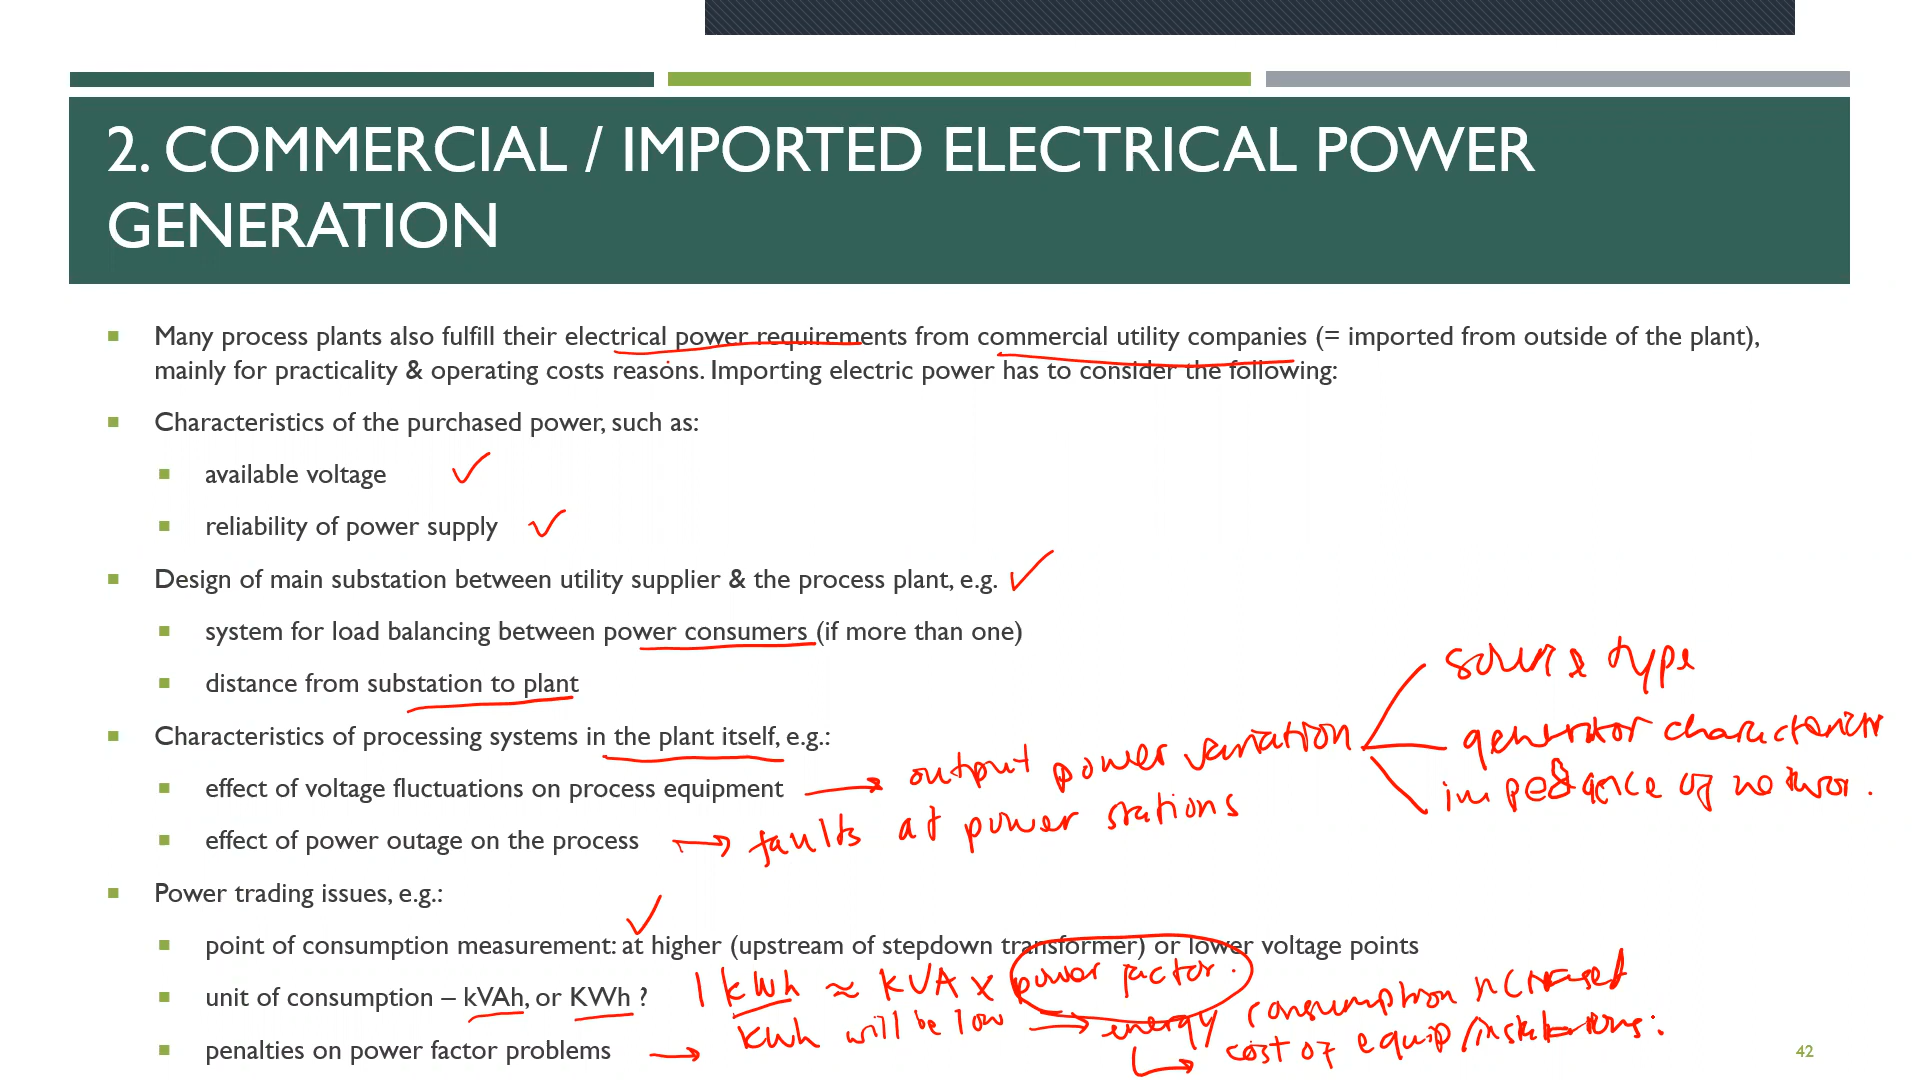 2. COMMERCIAL / IMPORTED ELECTRICAL POWER
GENERATION
Many process plants also fulfill their electrical power requirements from commercial utility companies (= imported from outside of the plant),
mainly for practicality & operating costs reasons. Importing electric power has to consider the following:
Characteristics of the purchased power, such as:
available voltage
reliability of power supply
Design of main substation between utility supplier & the process plant, e.g.
system for load balancing between power consumers (if more than one)
distance from substation to plant
Characteristics of processing systems in the plant itself, e.g.:
effect of voltage fluctuations on process equipment
output power variation
source type
generator
impedance of
effect of power outage on the process
faults at power stations
Power trading issues, e.g.:
point of consumption measurement: at higher (upstream of stepdown transformer) or lower voltage points
unit of consumption – kVAh, or KWh ?
1 kWh ≈ kVA x power factor.
penalties on power factor problems
kWh will be low
energy consumption increased
cost of equip/
42